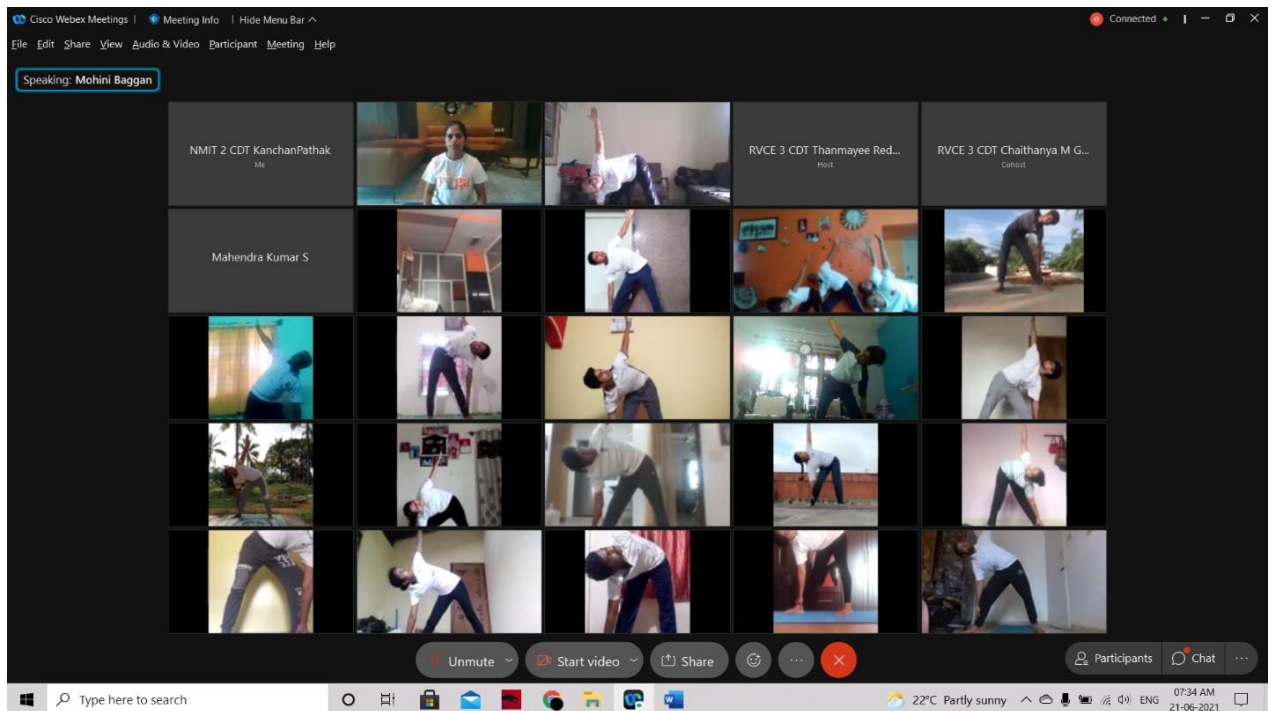 Cisco Webex Meetings | Meeting Info | Hide Menu Bar
Connected
File Edit Share View Audio & Video Participant Meeting Help
Speaking: Mohini Baggan
NMIT 2 CDT KanchanPathak
Me
RVCE 3 CDT Thanmayee Red...
Host
RVCE 3 CDT Chaithanya M G...
Cohost
Mahendra Kumar S
Unmute
Start video
Share
Participants
Chat
Type here to search
22°C Partly sunny
ENG
07:34 AM
21-06-2021